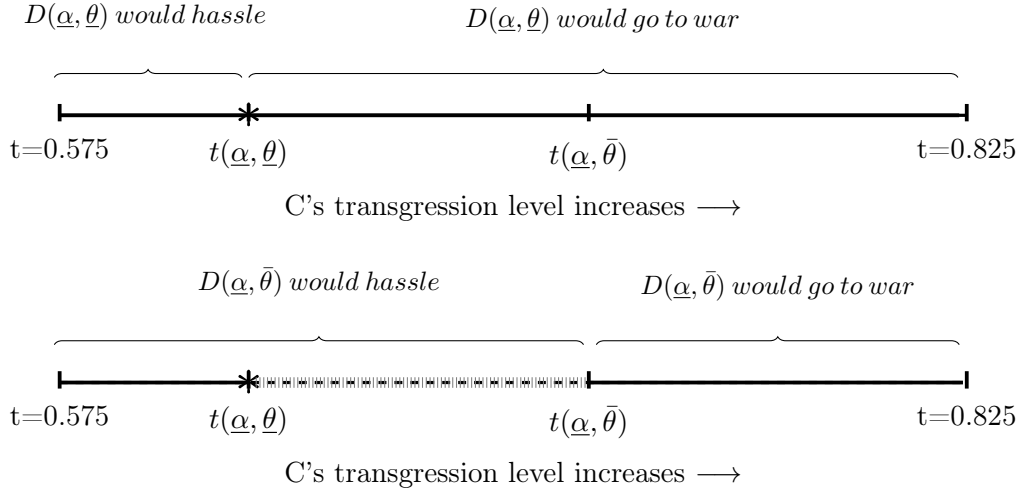 D(α̲, θ̲) would hassle
D(α̲, θ̲) would go to war
t=0.575
t(α̲, θ̲)
t(α̲, θ̄)
t=0.825
C's transgression level increases ⟶
D(α̲, θ̄) would hassle
D(α̲, θ̄) would go to war
t=0.575
t(α̲, θ̲)
t(α̲, θ̄)
t=0.825
C's transgression level increases ⟶